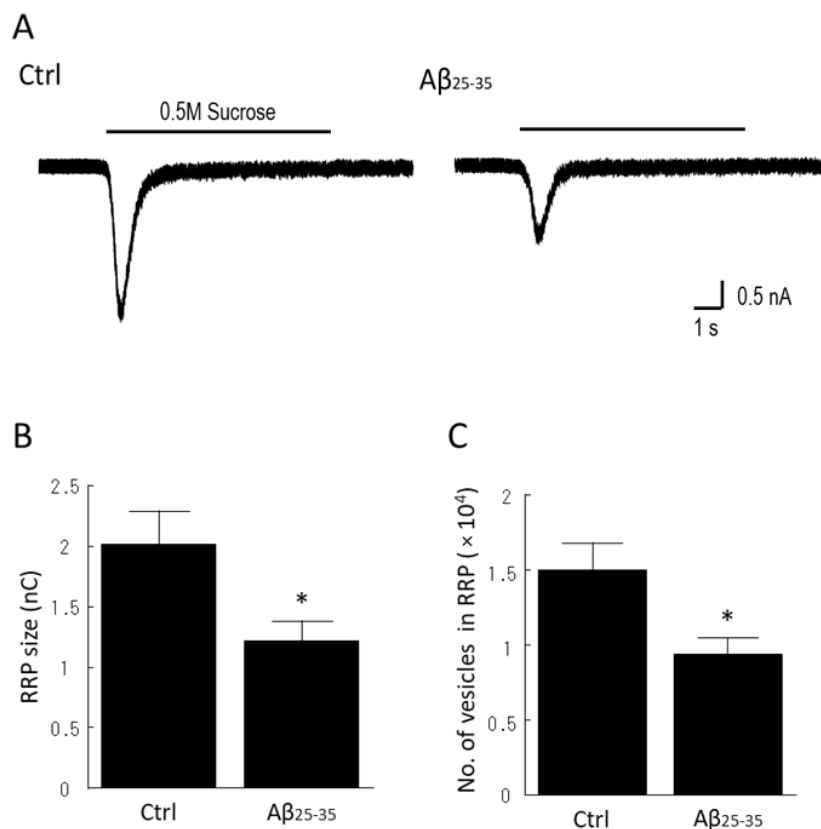 A
Ctrl
Aβ25-35
0.5M Sucrose
0.5 nA
1 s
B
RRP size (nC)
2.5
2
1.5
1
0.5
0
*
Ctrl
Aβ25-35
C
No. of vesicles in RRP ( × 10⁴)
2
1.5
1
0.5
0
*
Ctrl
Aβ25-35